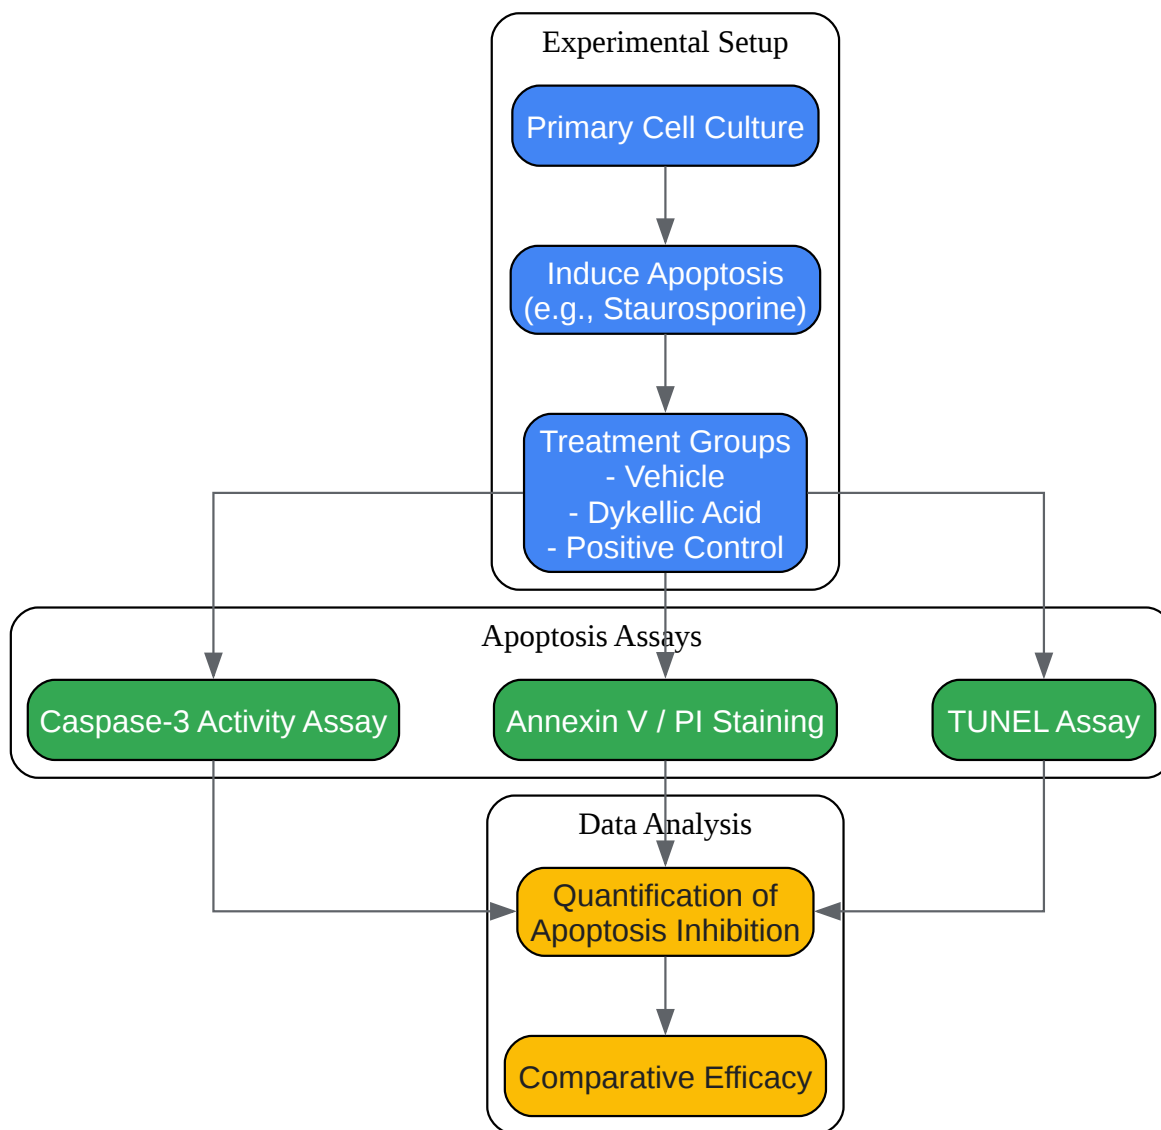 Experimental Setup
Primary Cell Culture
Induce Apoptosis
(e.g., Staurosporine)
Treatment Groups
- Vehicle
- Dykellic Acid
- Positive Control
Apoptosis Assays
Caspase-3 Activity Assay
Annexin V / PI Staining
TUNEL Assay
Data Analysis
Quantification of
Apoptosis Inhibition
Comparative Efficacy